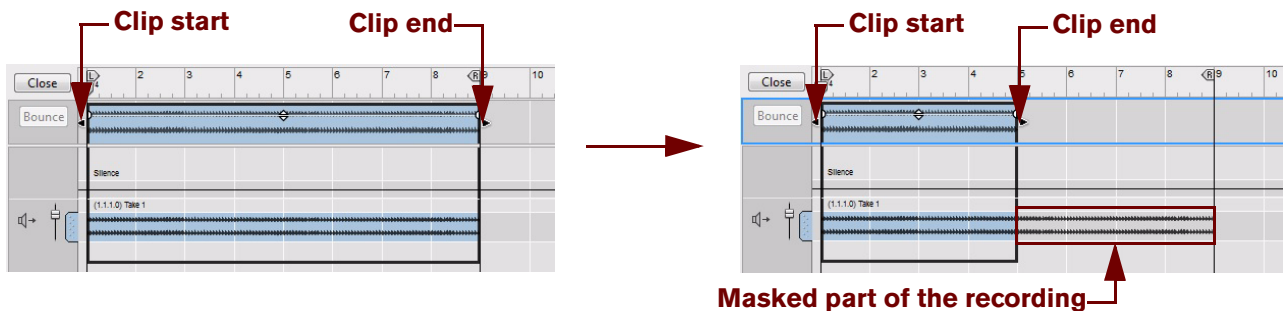 Clip start Clip end
L 2 3 4 5 6 7 8 R 9 10
4
Close
Bounce
Silence
(1.1.1.0) Take 1
Clip start Clip end
L 2 3 4 5 6 7 8 R 9 10
4
Close
Bounce
Silence
(1.1.1.0) Take 1
Masked part of the recording